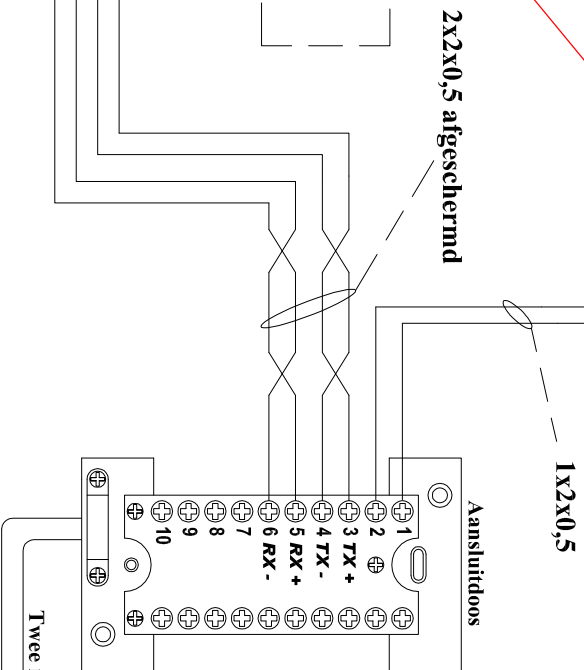 2x2x0,5 afgeschermd
1x2x0,5
Aansluitdoos
1
2
3 TX +
4 TX -
5 RX +
6 RX -
7
8
9
10
Twee